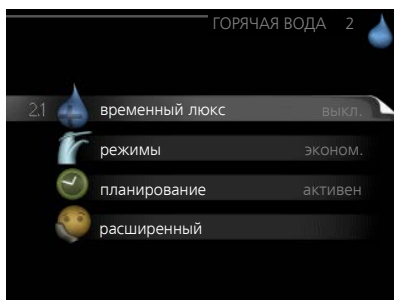 ГОРЯЧАЯ ВОДА 2
2.1 временный люкс выкл.
режимы эконом.
планирование активен
расширенный